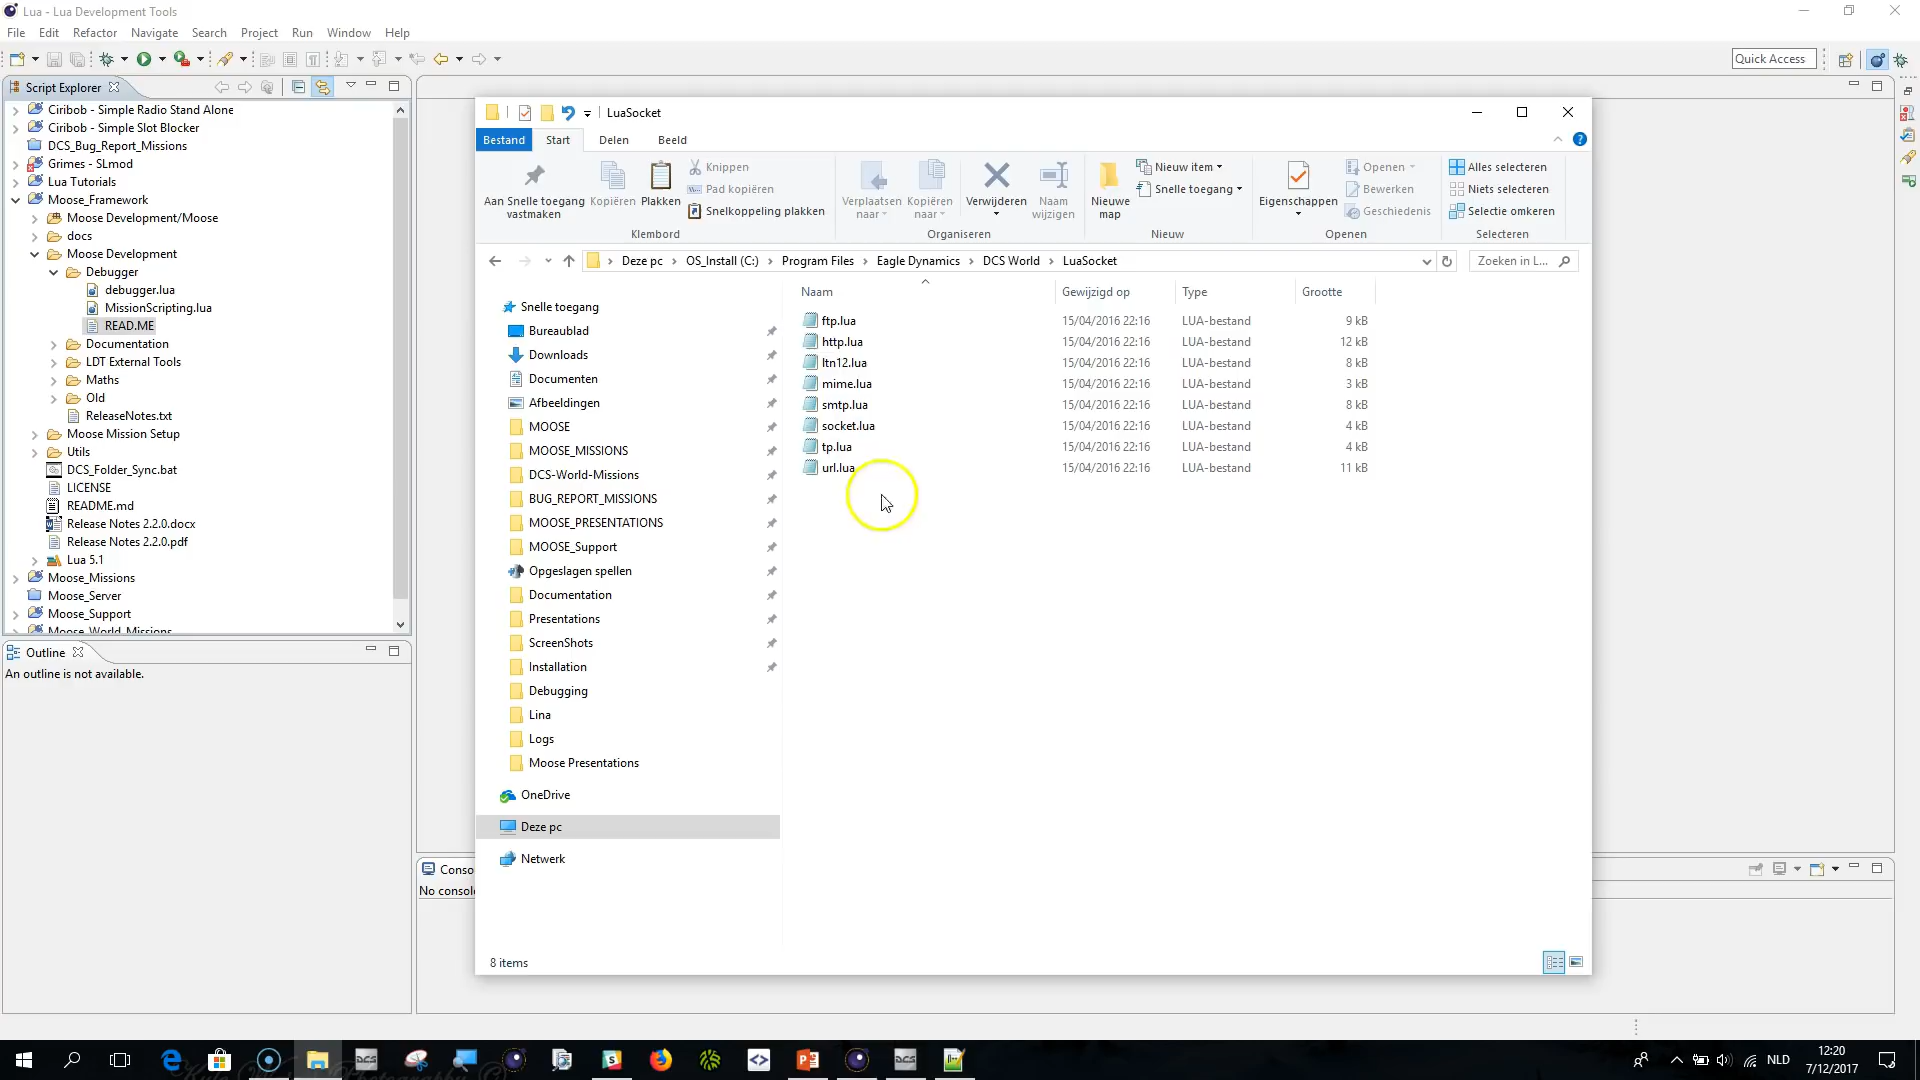 Lua - Lua Development Tools
File Edit Refactor Navigate Search Project Run Window Help
Quick Access
Script Explorer
Ciribob - Simple Radio Stand Alone
Ciribob - Simple Slot Blocker
DCS_Bug_Report_Missions
Grimes - SLmod
Lua Tutorials
Moose_Framework
Moose Development/Moose
docs
Moose Development
Debugger
debugger.lua
MissionScripting.lua
READ.ME
Documentation
LDT External Tools
Maths
Old
ReleaseNotes.txt
Moose Mission Setup
Utils
DCS_Folder_Sync.bat
LICENSE
README.md
Release Notes 2.2.0.docx
Release Notes 2.2.0.pdf
Lua 5.1
Moose_Missions
Moose_Server
Moose_Support
Moose_World_Missions
Outline
An outline is not available.
LuaSocket
Bestand Start Delen Beeld
Aan Snelle toegang vastmaken
Kopiëren
Plakken
Knippen
Pad kopiëren
Snelkoppeling plakken
Klembord
Verplaatsen naar
Kopiëren naar
Verwijderen
Naam wijzigen
Organiseren
Nieuwe map
Nieuw item
Snelle toegang
Nieuw
Eigenschappen
Openen
Bewerken
Geschiedenis
Openen
Alles selecteren
Niets selecteren
Selectie omkeren
Selecteren
Deze pc > OS_Install (C:) > Program Files > Eagle Dynamics > DCS World > LuaSocket
Zoeken in L...
Snelle toegang
Bureaublad
Downloads
Documenten
Afbeeldingen
MOOSE
MOOSE_MISSIONS
DCS-World-Missions
BUG_REPORT_MISSIONS
MOOSE_PRESENTATIONS
MOOSE_Support
Opgeslagen spellen
Documentation
Presentations
ScreenShots
Installation
Debugging
Lina
Logs
Moose Presentations
OneDrive
Deze pc
Netwerk
Naam Gewijzigd op Type Grootte
ftp.lua 15/04/2016 22:16 LUA-bestand 9 kB
http.lua 15/04/2016 22:16 LUA-bestand 12 kB
ltn12.lua 15/04/2016 22:16 LUA-bestand 8 kB
mime.lua 15/04/2016 22:16 LUA-bestand 3 kB
smtp.lua 15/04/2016 22:16 LUA-bestand 8 kB
socket.lua 15/04/2016 22:16 LUA-bestand 4 kB
tp.lua 15/04/2016 22:16 LUA-bestand 4 kB
url.lua 15/04/2016 22:16 LUA-bestand 11 kB
8 items
Conso
No consol
DCS
DCS
NLD
12:20
7/12/2017